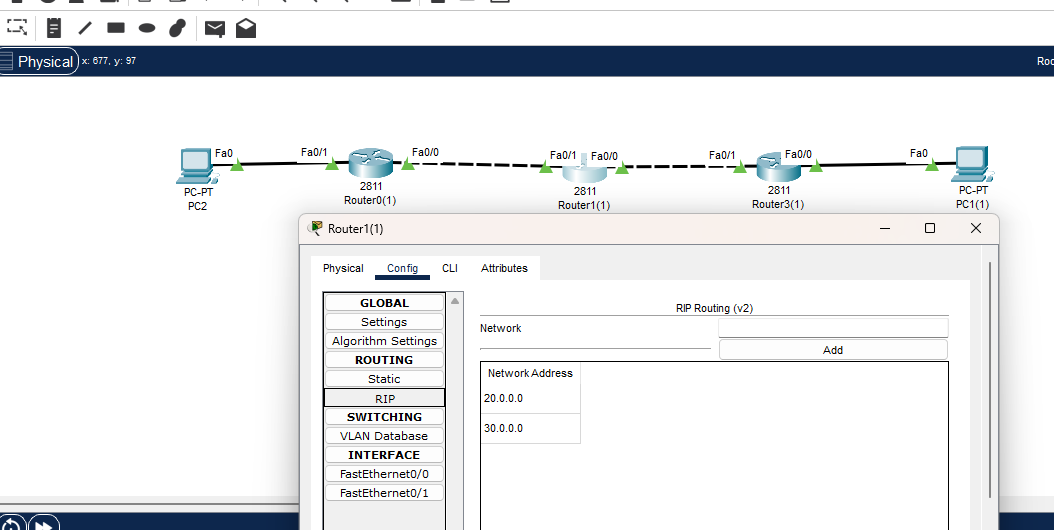 Physical x: 677, y: 97
Fa0 Fa0/1 Fa0/0 Fa0/1 Fa0/0 Fa0/1 Fa0/0 Fa0
PC-PT 2811 2811 2811 PC-PT
PC2 Router0(1) Router1(1) Router3(1) PC1(1)
Router1(1)
Physical Config CLI Attributes
GLOBAL
Settings
Algorithm Settings
ROUTING
Static
RIP
SWITCHING
VLAN Database
INTERFACE
FastEthernet0/0
FastEthernet0/1
RIP Routing (v2)
Network
Add
Network Address
20.0.0.0
30.0.0.0